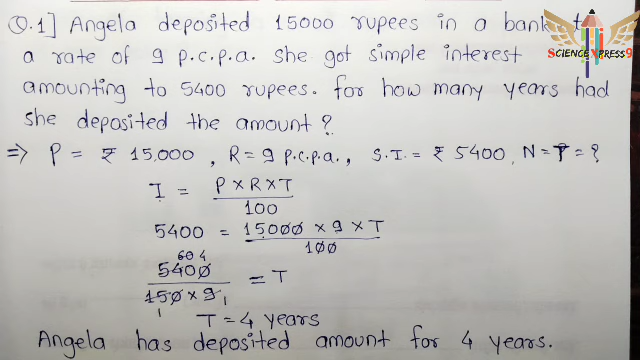 Q.1] Angela deposited 15000 rupees in a bank
a rate of 9 p.c.p.a. She got simple interest
amounting to 5400 rupees. For how many years had
she deposited the amount?
SCIENCE XPRESS9
⇒ P = ₹ 15,000, R = 9 p.c.p.a., S.I. = ₹ 5400, N = T = ?
I = P × R × T / 100
5400 = 15000 × 9 × T / 100
60 4
5400 / 150 × 9 = T
1 1
T = 4 years
Angela has deposited amount for 4 years.